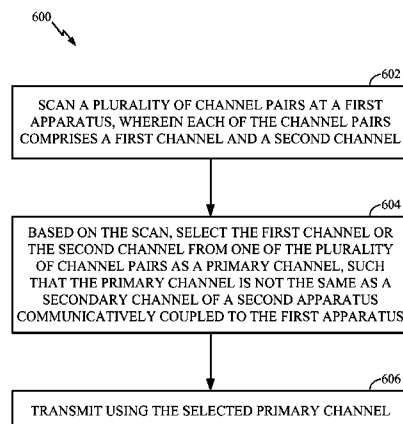 600
602
SCAN A PLURALITY OF CHANNEL PAIRS AT A FIRST
APPARATUS, WHEREIN EACH OF THE CHANNEL PAIRS
COMPRISES A FIRST CHANNEL AND A SECOND CHANNEL
604
BASED ON THE SCAN, SELECT THE FIRST CHANNEL OR
THE SECOND CHANNEL FROM ONE OF THE PLURALITY
OF CHANNEL PAIRS AS A PRIMARY CHANNEL, SUCH
THAT THE PRIMARY CHANNEL IS NOT THE SAME AS A
SECONDARY CHANNEL OF A SECOND APPARATUS
COMMUNICATIVELY COUPLED TO THE FIRST APPARATUS
606
TRANSMIT USING THE SELECTED PRIMARY CHANNEL